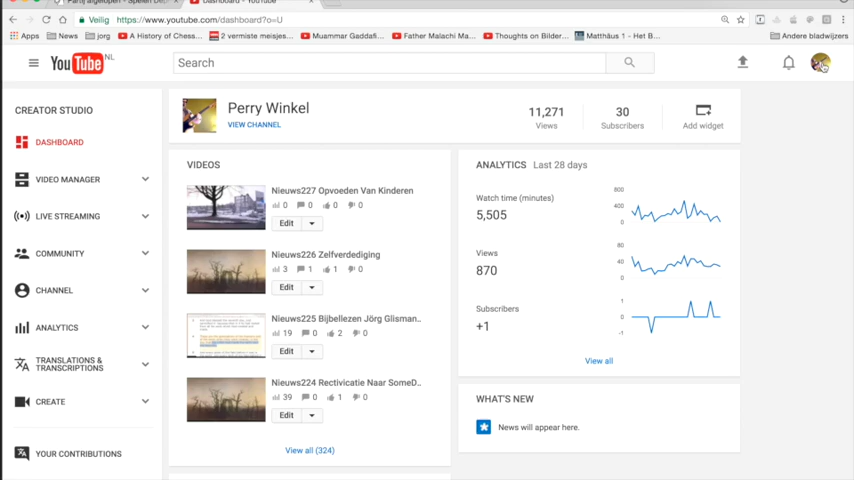 Partij afgelopen - Spelen De
Dashboard - YouTube
Veilig https://www.youtube.com/dashboard?o=U
Apps News jorg A History of Chess... 2 vermiste meisjes... Muammar Gaddafi... Father Malachi Ma... Thoughts on Bilder... Matthäus 1 - Het B... Andere bladwijzers
YouTube NL
Search
CREATOR STUDIO
DASHBOARD
VIDEO MANAGER
LIVE STREAMING
COMMUNITY
CHANNEL
ANALYTICS
TRANSLATIONS &
TRANSCRIPTIONS
CREATE
YOUR CONTRIBUTIONS
Perry Winkel
VIEW CHANNEL
11,271
Views
30
Subscribers
Add widget
VIDEOS
Nieuws227 Opvoeden Van Kinderen
0 0 0 0
Edit
Nieuws226 Zelfverdediging
3 1 1 0
Edit
Nieuws225 Bijbellezen Jörg Glisman..
19 0 2 0
Edit
Nieuws224 Rectivicatie Naar SomeD..
39 0 1 0
Edit
View all (324)
ANALYTICS Last 28 days
Watch time (minutes)
5,505
800
400
0
Views
870
80
40
0
Subscribers
+1
1
0
-1
View all
WHAT'S NEW
News will appear here.